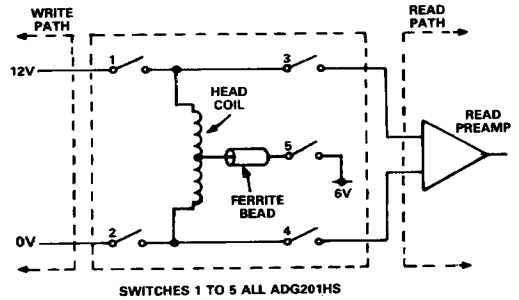 WRITE
PATH
READ
PATH
12V
1
3
HEAD
COIL
READ
PREAMP
5
FERRITE
BEAD
6V
0V
2
4
SWITCHES 1 TO 5 ALL ADG201HS